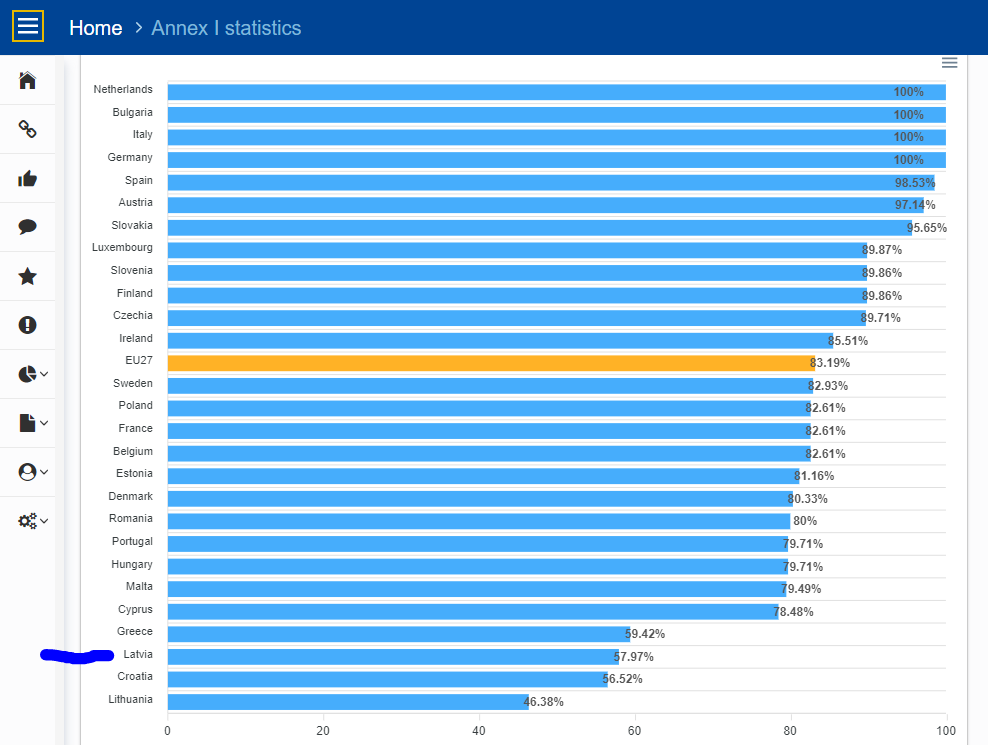 Home > Annex I statistics
Netherlands 100%
Bulgaria 100%
Italy 100%
Germany 100%
Spain 98.53%
Austria 97.14%
Slovakia 95.65%
Luxembourg 89.87%
Slovenia 89.86%
Finland 89.86%
Czechia 89.71%
Ireland 85.51%
EU27 83.19%
Sweden 82.93%
Poland 82.61%
France 82.61%
Belgium 82.61%
Estonia 81.16%
Denmark 80.33%
Romania 80%
Portugal 79.71%
Hungary 79.71%
Malta 79.49%
Cyprus 78.48%
Greece 59.42%
Latvia 57.97%
Croatia 56.52%
Lithuania 46.38%
0 20 40 60 80 100